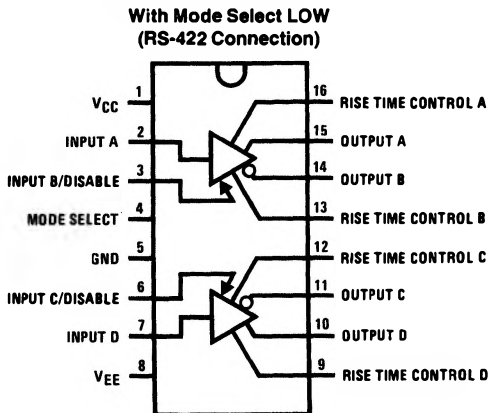 With Mode Select LOW
(RS-422 Connection)
VCC 1
INPUT A 2
INPUT B/DISABLE 3
MODE SELECT 4
GND 5
INPUT C/DISABLE 6
INPUT D 7
VEE 8
16 RISE TIME CONTROL A
15 OUTPUT A
14 OUTPUT B
13 RISE TIME CONTROL B
12 RISE TIME CONTROL C
11 OUTPUT C
10 OUTPUT D
9 RISE TIME CONTROL D